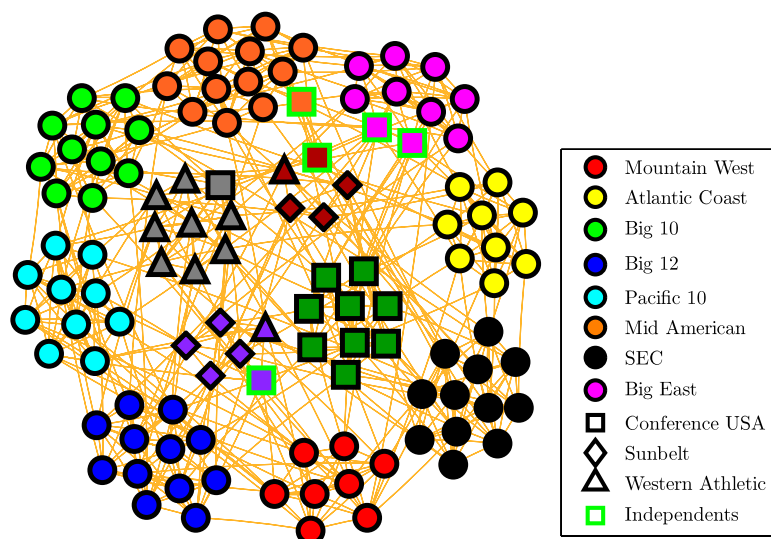 Mountain West
Atlantic Coast
Big 10
Big 12
Pacific 10
Mid American
SEC
Big East
Conference USA
Sunbelt
Western Athletic
Independents